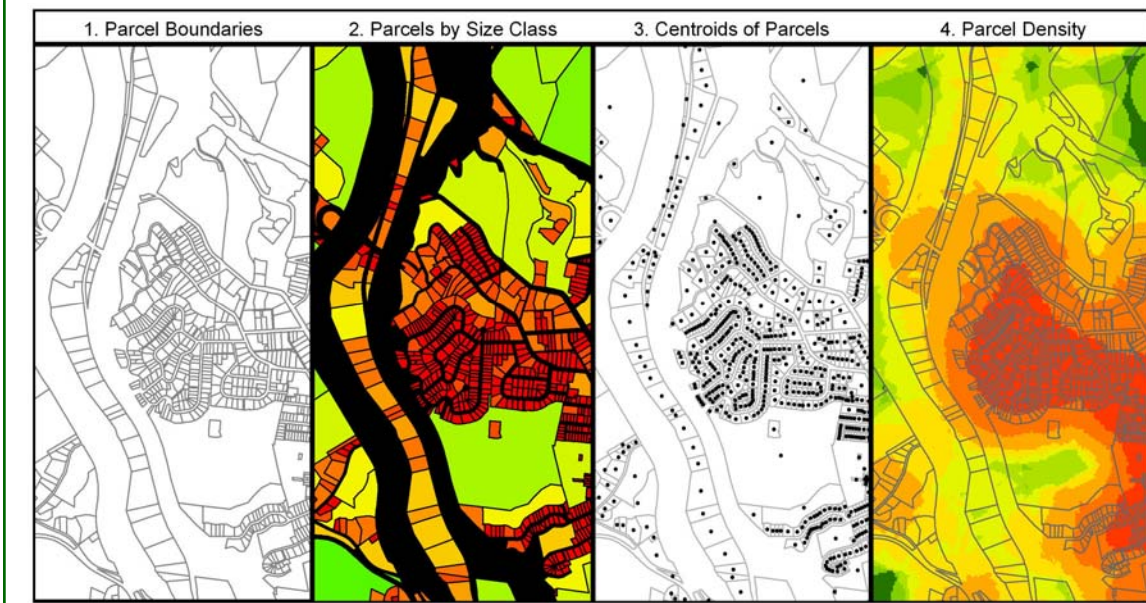 1. Parcel Boundaries
2. Parcels by Size Class
3. Centroids of Parcels
4. Parcel Density